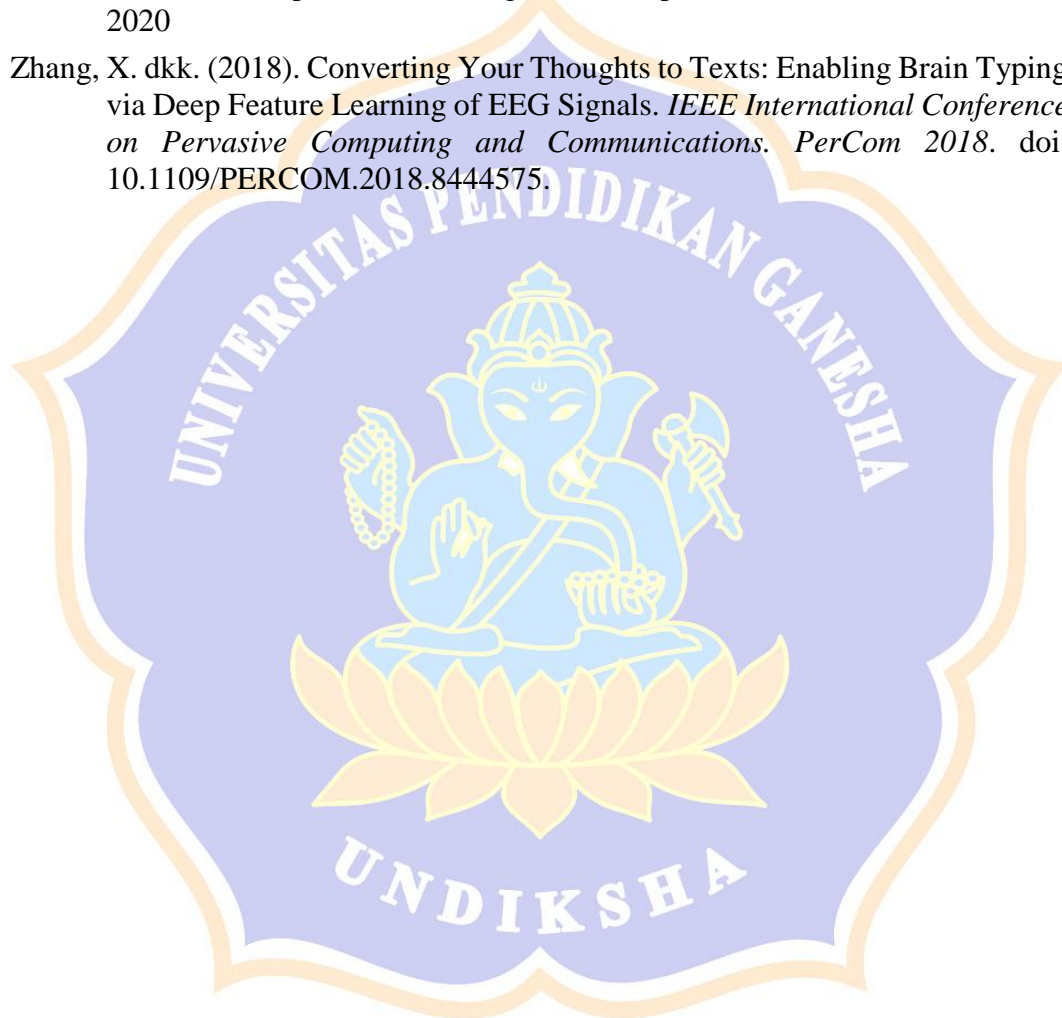 2020
Zhang, X. dkk. (2018). Converting Your Thoughts to Texts: Enabling Brain Typing
via Deep Feature Learning of EEG Signals. IEEE International Conference
on Pervasive Computing and Communications. PerCom 2018. doi
10.1109/PERCOM.2018.8444575.
UNIVERSITAS PENDIDIKAN GANESHA
UNDIKSHA